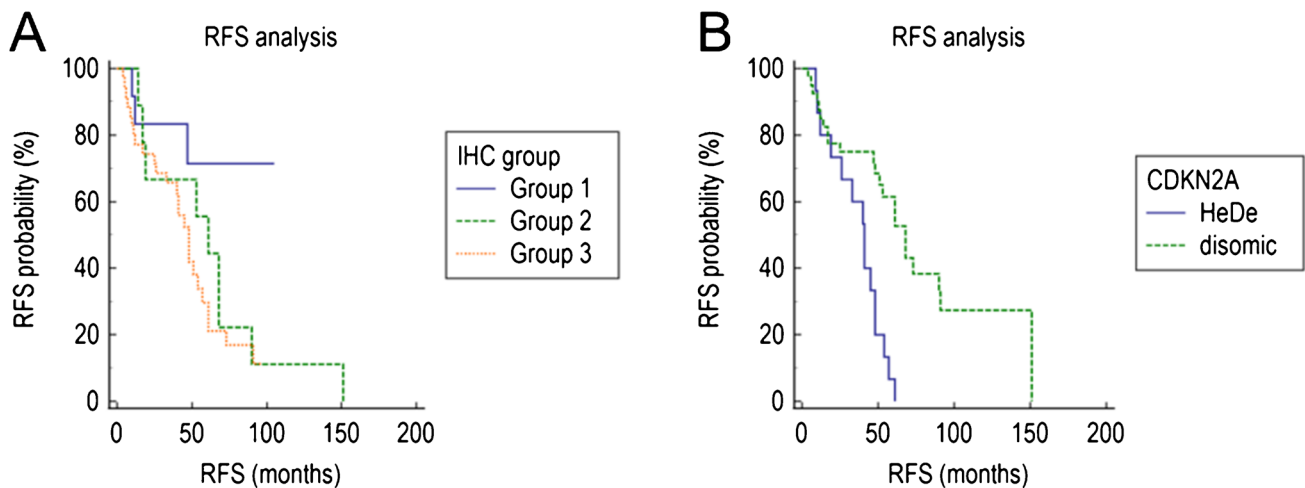 A
RFS analysis
RFS probability (%)
100
80
60
40
20
0
0 50 100 150 200
RFS (months)
IHC group
Group 1
Group 2
Group 3
B
RFS analysis
RFS probability (%)
100
80
60
40
20
0
0 50 100 150 200
RFS (months)
CDKN2A
HeDe
disomic